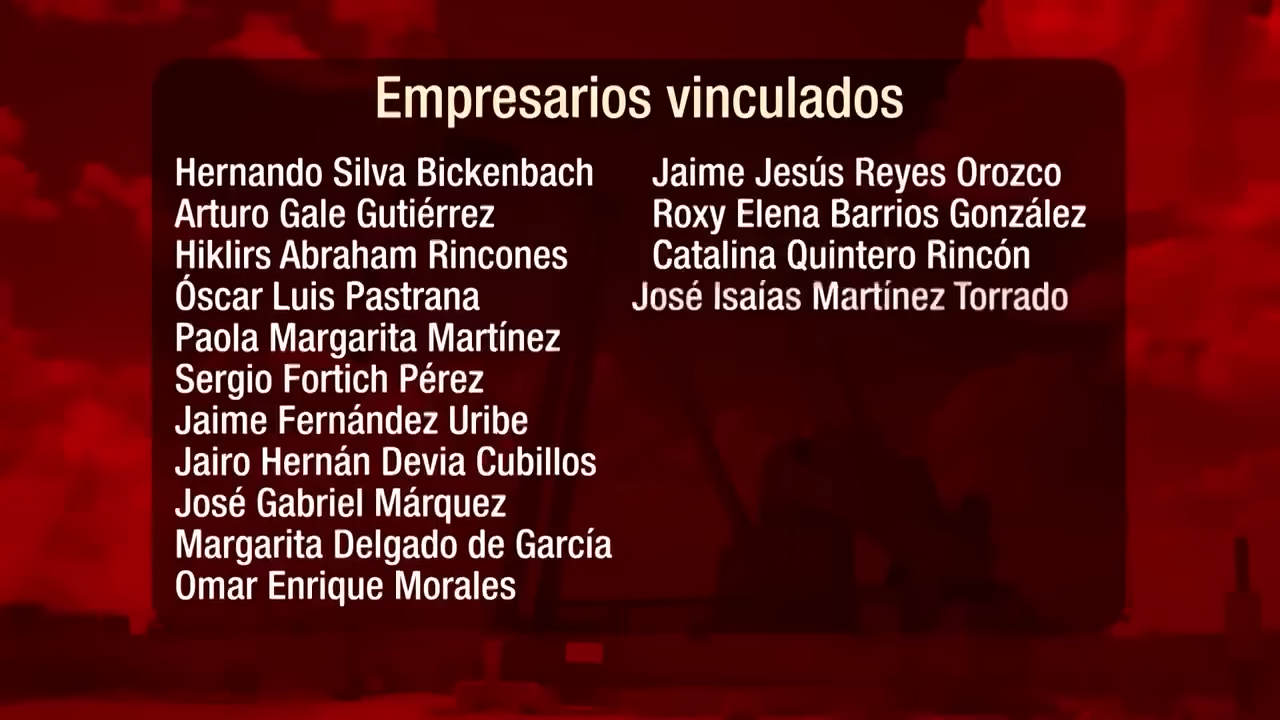 Empresarios vinculados
Hernando Silva Bickenbach
Arturo Gale Gutiérrez
Hiklirs Abraham Rincones
Óscar Luis Pastrana
Paola Margarita Martínez
Sergio Fortich Pérez
Jaime Fernández Uribe
Jairo Hernán Devia Cubillos
José Gabriel Márquez
Margarita Delgado de García
Omar Enrique Morales
Jaime Jesús Reyes Orozco
Roxy Elena Barrios González
Catalina Quintero Rincón
José Isaías Martínez Torrado